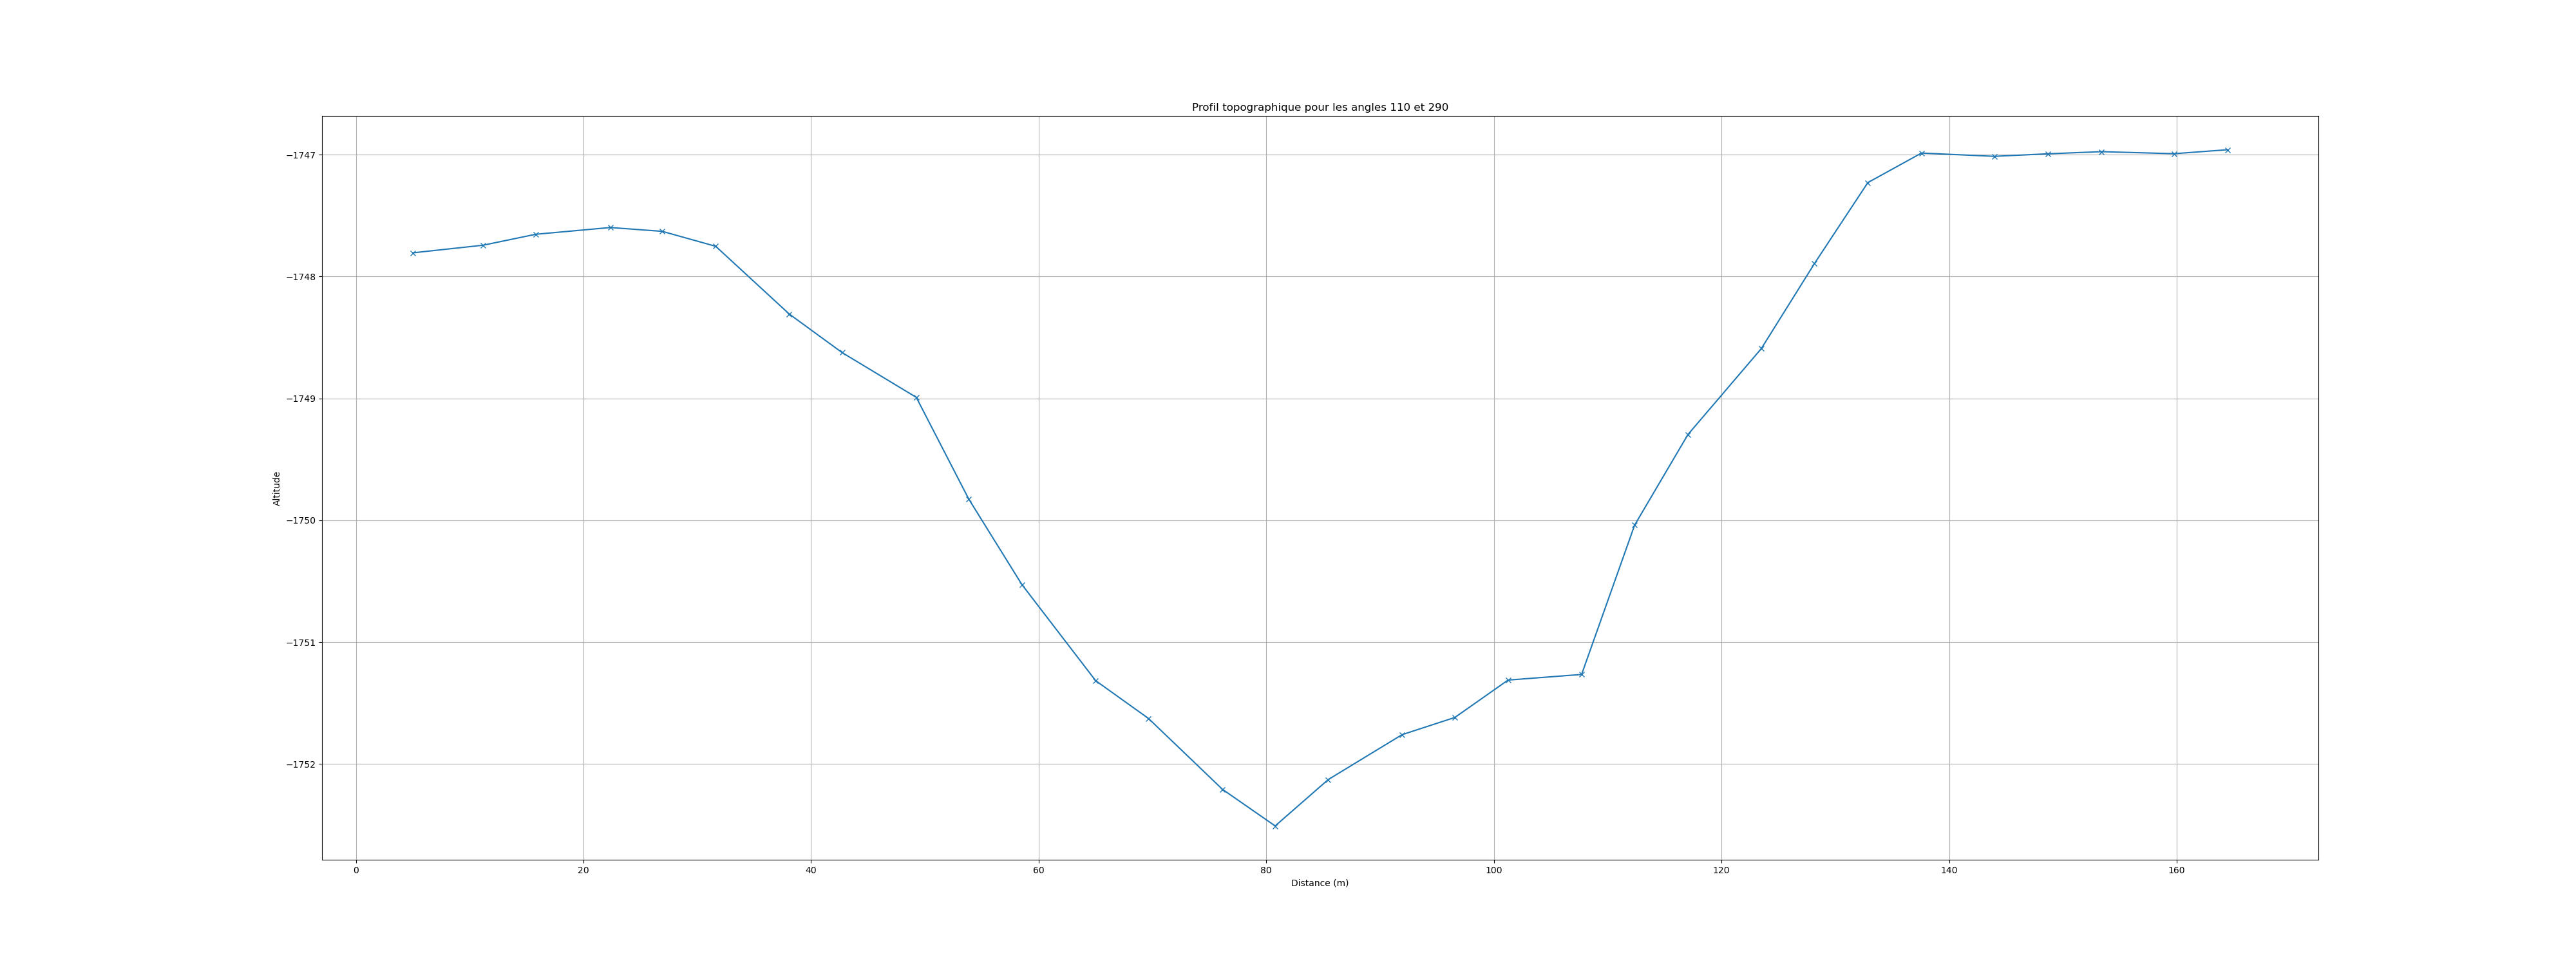 Profil topographique pour les angles 110 et 290
−1747
−1748
−1749
−1750
−1751
−1752
Altitude
0 20 40 60 80 100 120 140 160
Distance (m)